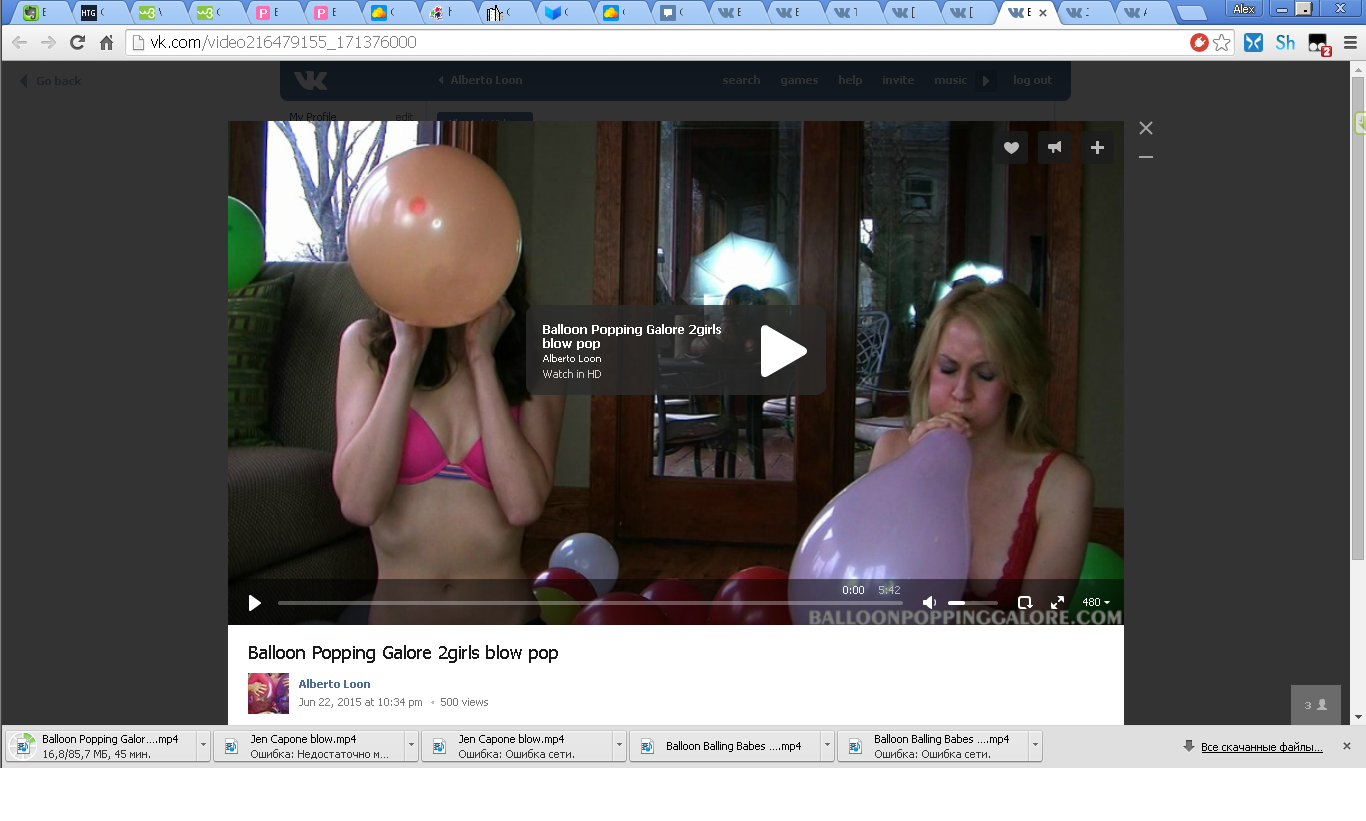 E
HTG
Alex
vk.com/video216479155_171376000
Sh
2
Go back
Alberto Loon
search
games
help
invite
music
log out
My Profile
edit
Balloon Popping Galore 2girls
blow pop
Alberto Loon
Watch in HD
0:00
5:42
480
BALLOONPOPPINGGALORE.COM
Balloon Popping Galore 2girls blow pop
Alberto Loon
Jun 22, 2015 at 10:34 pm • 500 views
3
Balloon Popping Galor....mp4
16,8/85,7 МБ, 45 мин.
Jen Capone blow.mp4
Ошибка: Недостаточно м...
Jen Capone blow.mp4
Ошибка: Ошибка сети.
Balloon Balling Babes ....mp4
Balloon Balling Babes ....mp4
Ошибка: Ошибка сети.
Все скачанные файлы...